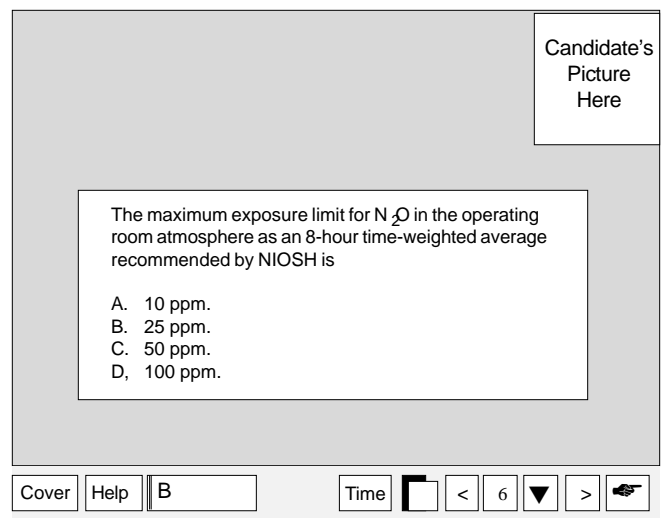 Candidate's
Picture
Here
The maximum exposure limit for N2O in the operating
room atmosphere as an 8-hour time-weighted average
recommended by NIOSH is
A. 10 ppm.
B. 25 ppm.
C. 50 ppm.
D, 100 ppm.
Cover Help B Time < 6 ▼ >